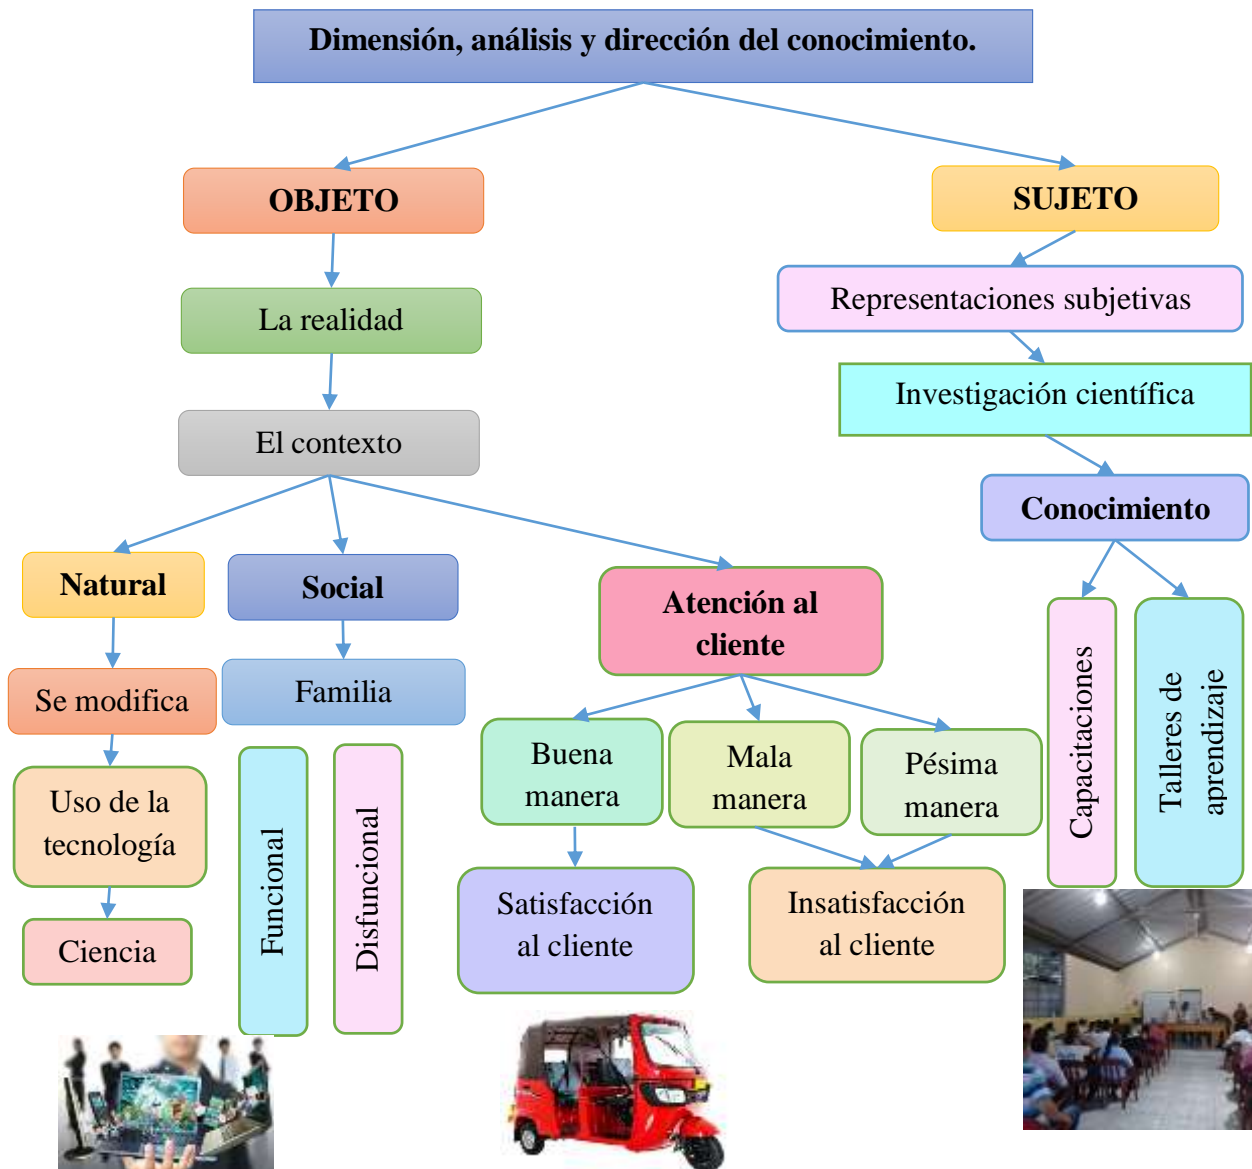 Dimensión, análisis y dirección del conocimiento.
OBJETO
SUJETO
La realidad
Representaciones subjetivas
El contexto
Investigación científica
Conocimiento
Natural
Social
Atención al
cliente
Se modifica
Familia
Capacitaciones
Talleres de
aprendizaje
Uso de la
tecnología
Funcional
Disfuncional
Buena
manera
Mala
manera
Pésima
manera
Ciencia
Satisfacción
al cliente
Insatisfacción
al cliente